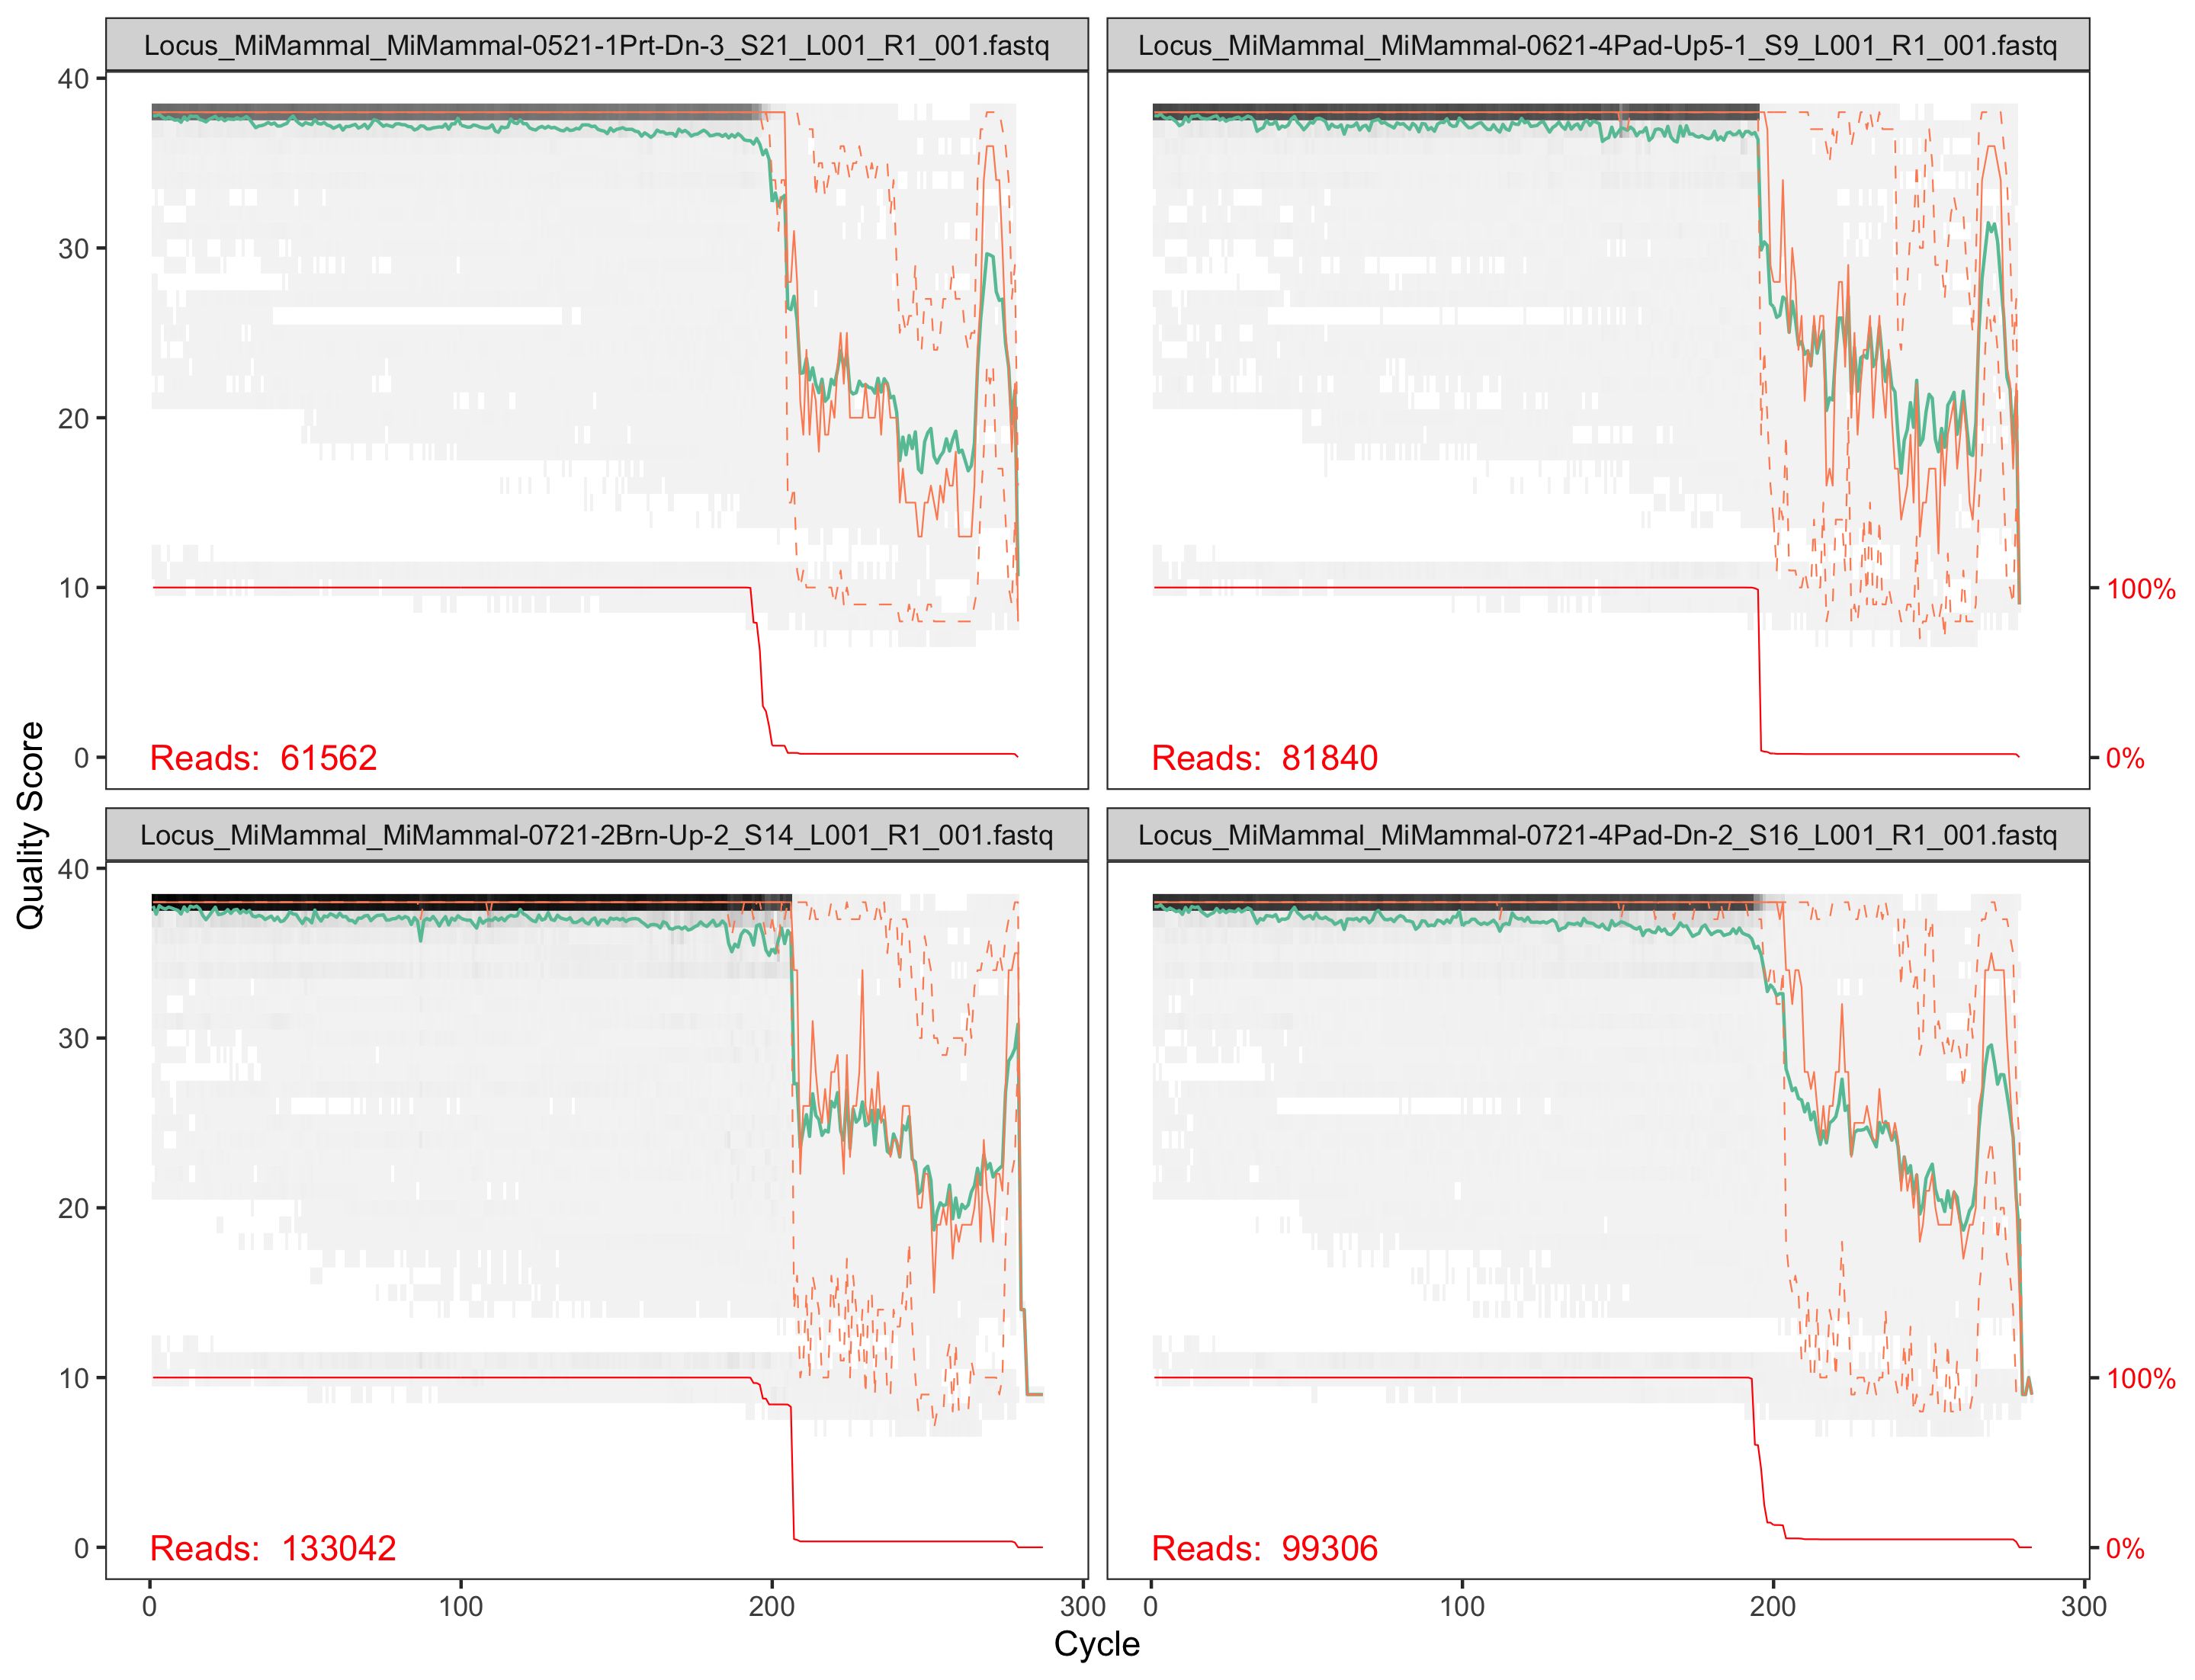 Locus_MiMammal_MiMammal-0521-1Prt-Dn-3_S21_L001_R1_001.fastq
Locus_MiMammal_MiMammal-0621-4Pad-Up5-1_S9_L001_R1_001.fastq
40
30
20
10
0
Reads: 61562
Reads: 81840
100%
0%
Quality Score
Locus_MiMammal_MiMammal-0721-2Brn-Up-2_S14_L001_R1_001.fastq
Locus_MiMammal_MiMammal-0721-4Pad-Dn-2_S16_L001_R1_001.fastq
40
30
20
10
0
Reads: 133042
Reads: 99306
100%
0%
0 100 200 300
0 100 200 300
Cycle